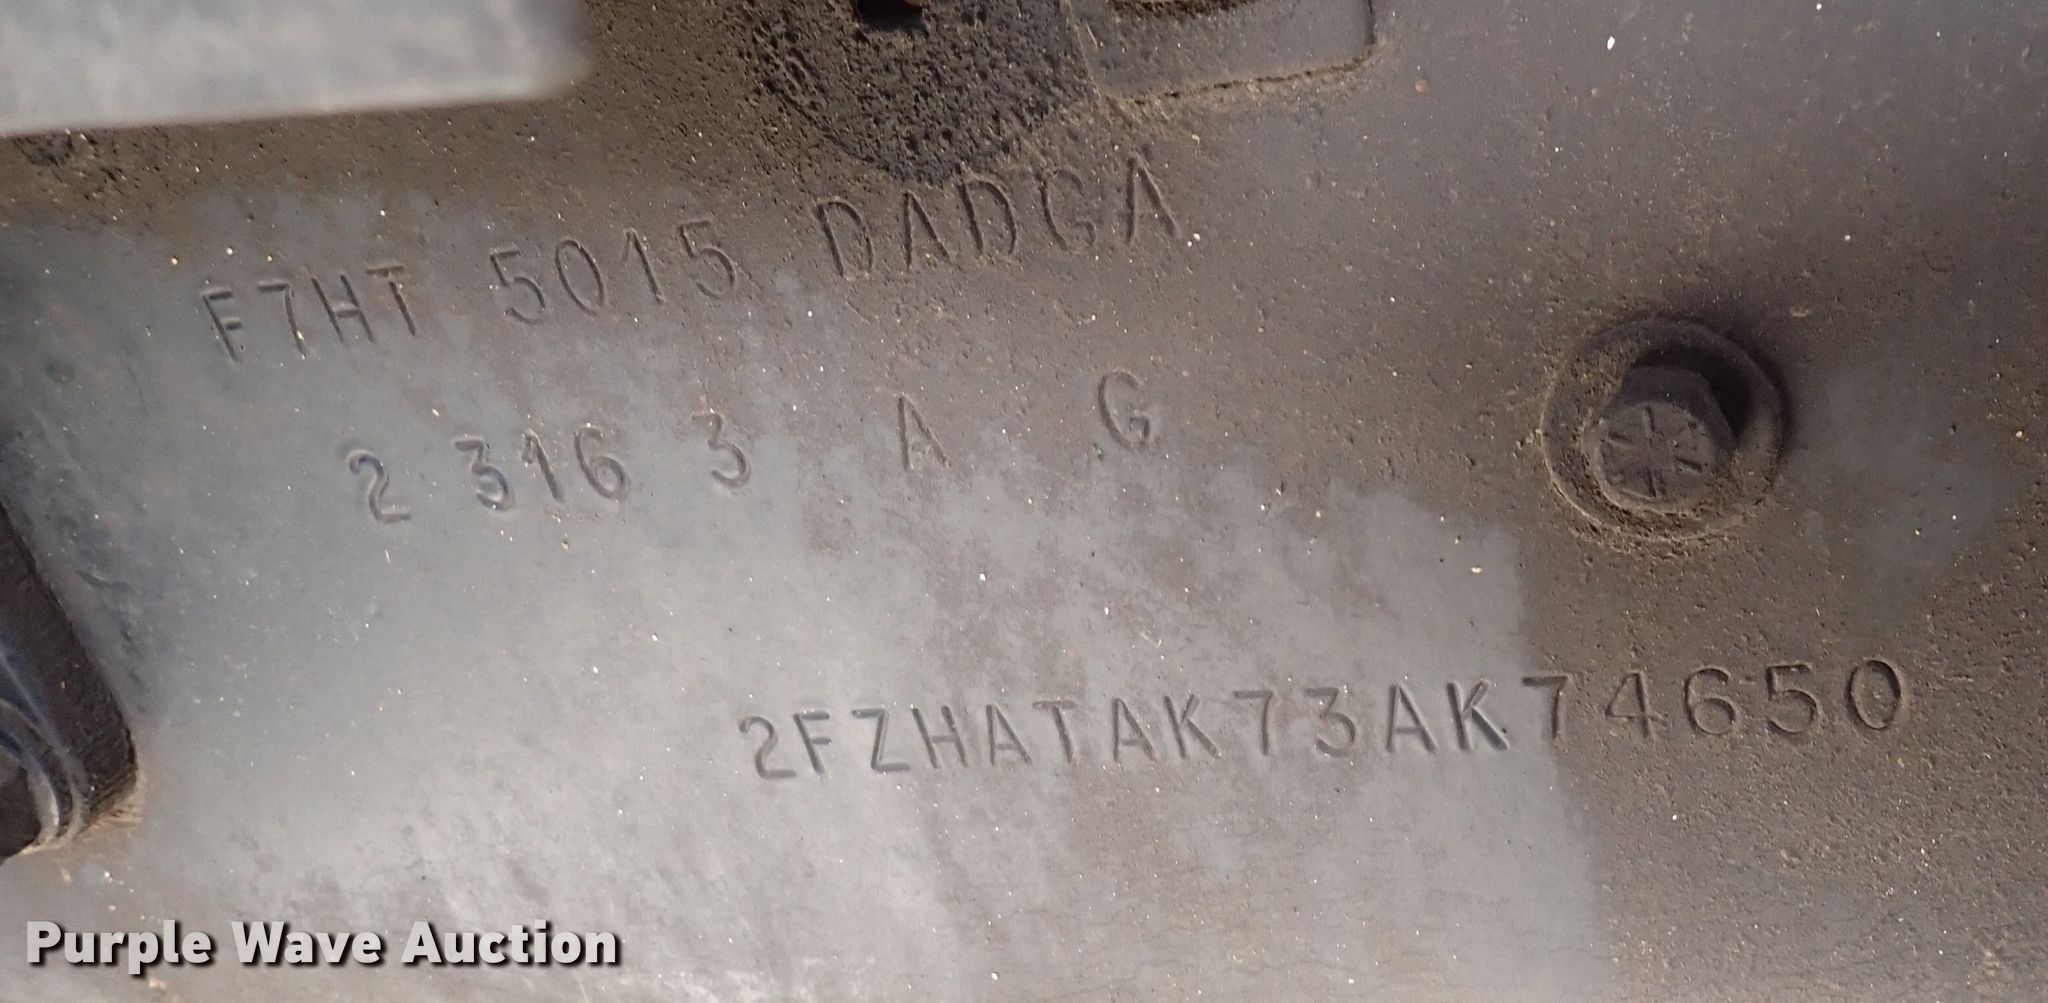 F7HT 5015 DADGA
2 316 3 A G
2FZHATAK73AK74650
Purple Wave Auction